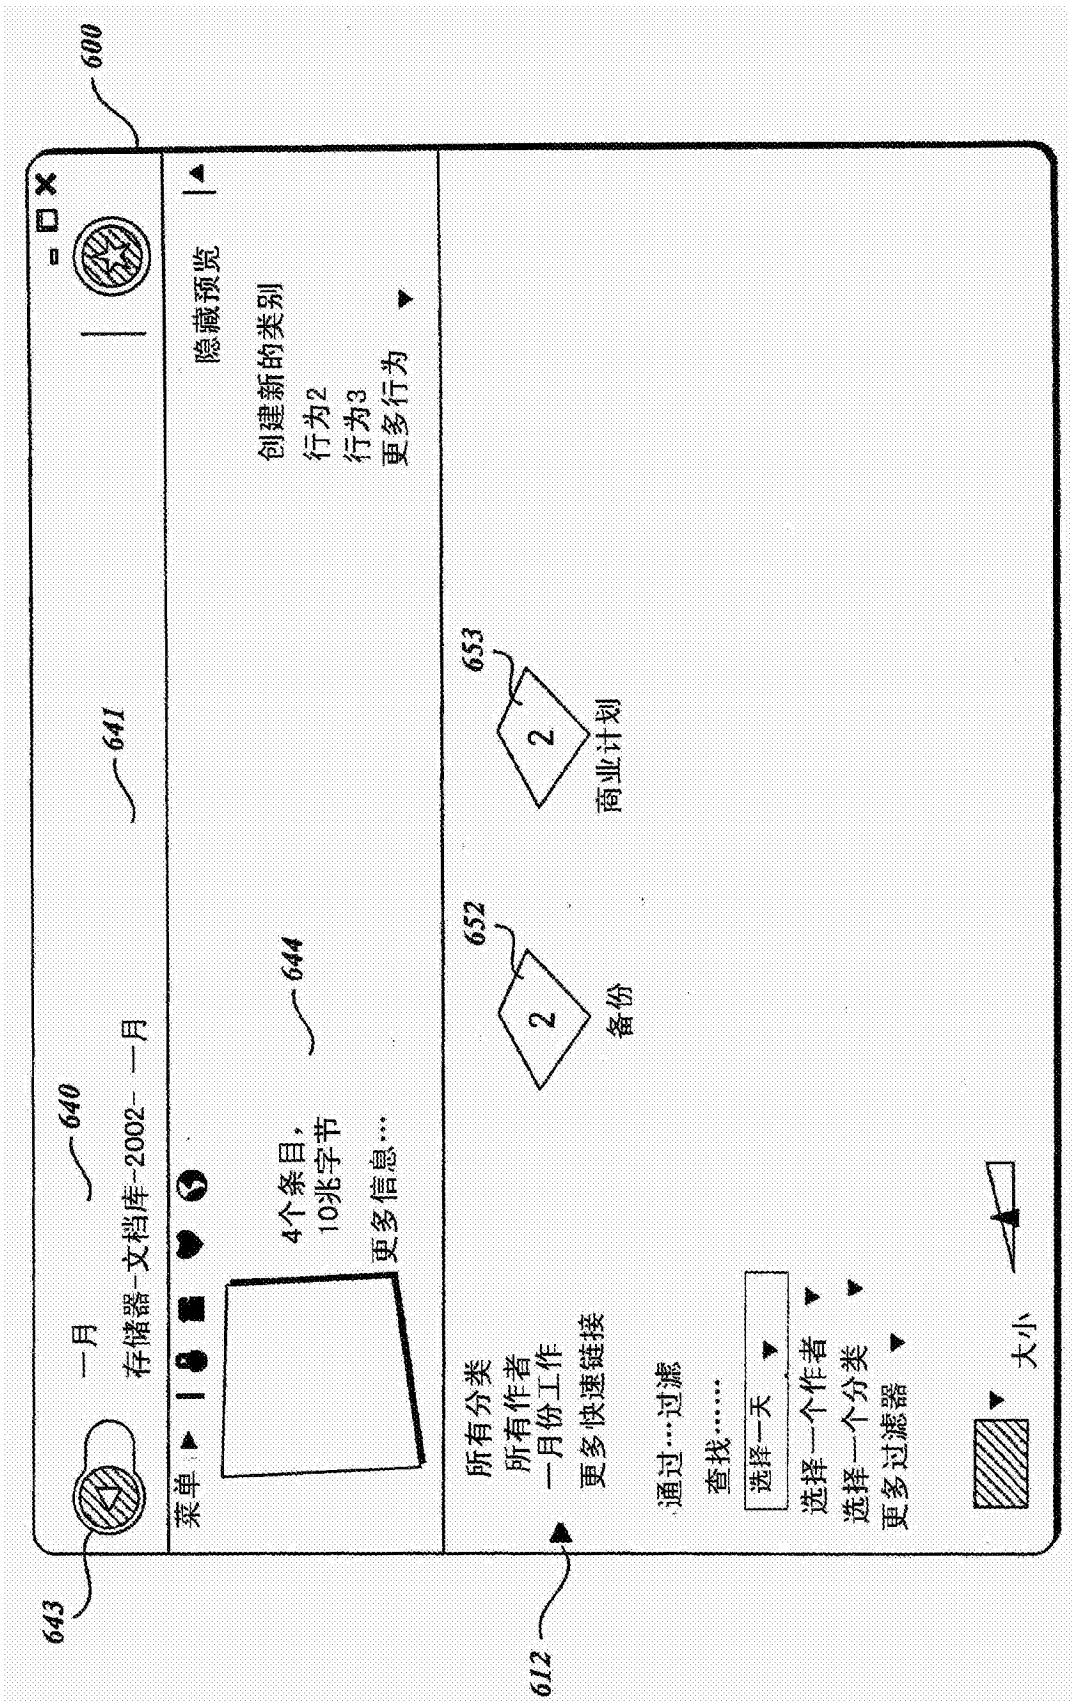 600
643
640
641
一月
存储器-文档库-2002- 一月
菜单
隐藏预览
4个条目,
10兆字节
更多信息…
644
创建新的类别
行为2
行为3
更多行为
612
所有分类
所有作者
一月份工作
更多快速链接
通过…过滤
查找……
选择一天
选择一个作者
选择一个分类
更多过滤器
大小
652
2
备份
653
2
商业计划